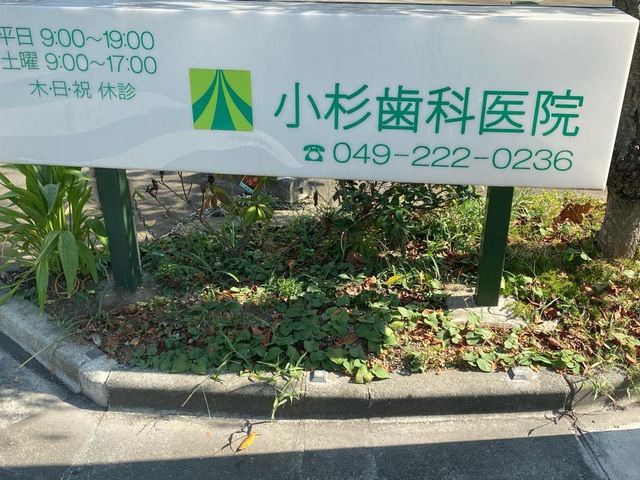 平日 9:00〜19:00
土曜 9:00〜17:00
木・日・祝 休診
小杉歯科医院
☎049-222-0236